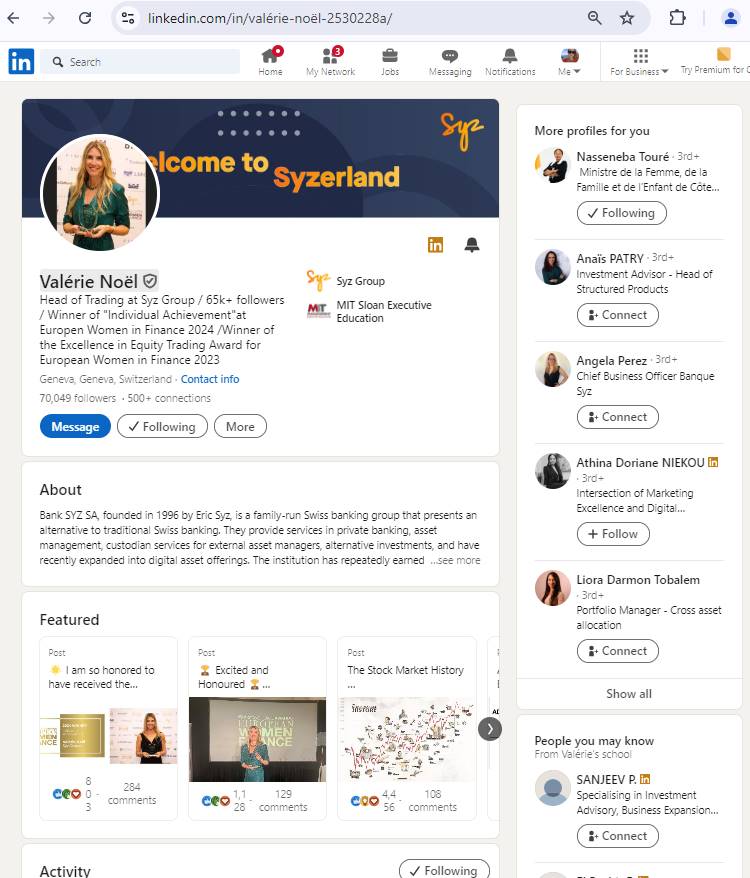 linkedin.com/in/valérie-noël-2530228a/
in
Search
3
Home
My Network
Jobs
Messaging
Notifications
Me
For Business
Try Premium for
Syz
elcome to Syzerland
Valérie Noël
Head of Trading at Syz Group / 65k+ followers
/ Winner of "Individual Achievement"at
Europen Women in Finance 2024 /Winner of
the Excellence in Equity Trading Award for
European Women in Finance 2023
Geneva, Geneva, Switzerland · Contact info
70,049 followers · 500+ connections
Message
Following
More
Syz
Syz Group
MIT
MIT Sloan Executive
Education
About
Bank SYZ SA, founded in 1996 by Eric Syz, is a family-run Swiss banking group that presents an
alternative to traditional Swiss banking. They provide services in private banking, asset
management, custodian services for external asset managers, alternative investments, and have
recently expanded into digital asset offerings. The institution has repeatedly earned ...see more
Featured
Post
I am so honored to
have received the...
8
0
3
·
284
comments
Post
Excited and
Honoured ...
EUROPEAN
WOMEN
FINANCE
1,1
28
·
129
comments
Post
The Stock Market History
...
4,4
56
·
108
comments
Activity
Following
More profiles for you
Nasseneba Touré · 3rd+
Ministre de la Femme, de la
Famille et de l'Enfant de Côte...
Following
Anaïs PATRY · 3rd+
Investment Advisor - Head of
Structured Products
Connect
Angela Perez · 3rd+
Chief Business Officer Banque
Syz
Connect
Athina Doriane NIEKOU in
· 3rd+
Intersection of Marketing
Excellence and Digital...
Follow
Liora Darmon Tobalem
· 3rd+
Portfolio Manager - Cross asset
allocation
Connect
Show all
People you may know
From Valérie's school
SANJEEV P. in
Specialising in Investment
Advisory, Business Expansion...
Connect